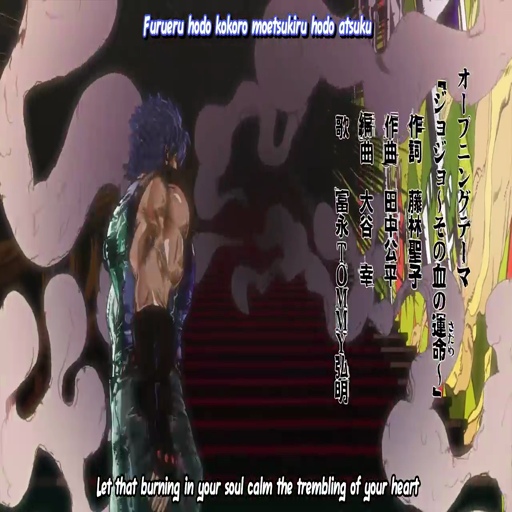 Furueru hodo kokoro moetsukiru hodo atsuku
オープニングテーマ
『ジョジョ～その血の運命～』
さだめ
作詞 藤林聖子
作曲 田中公平
編曲 大谷 幸
歌 富永TOMMY弘明
Let that burning in your soul calm the trembling of your heart